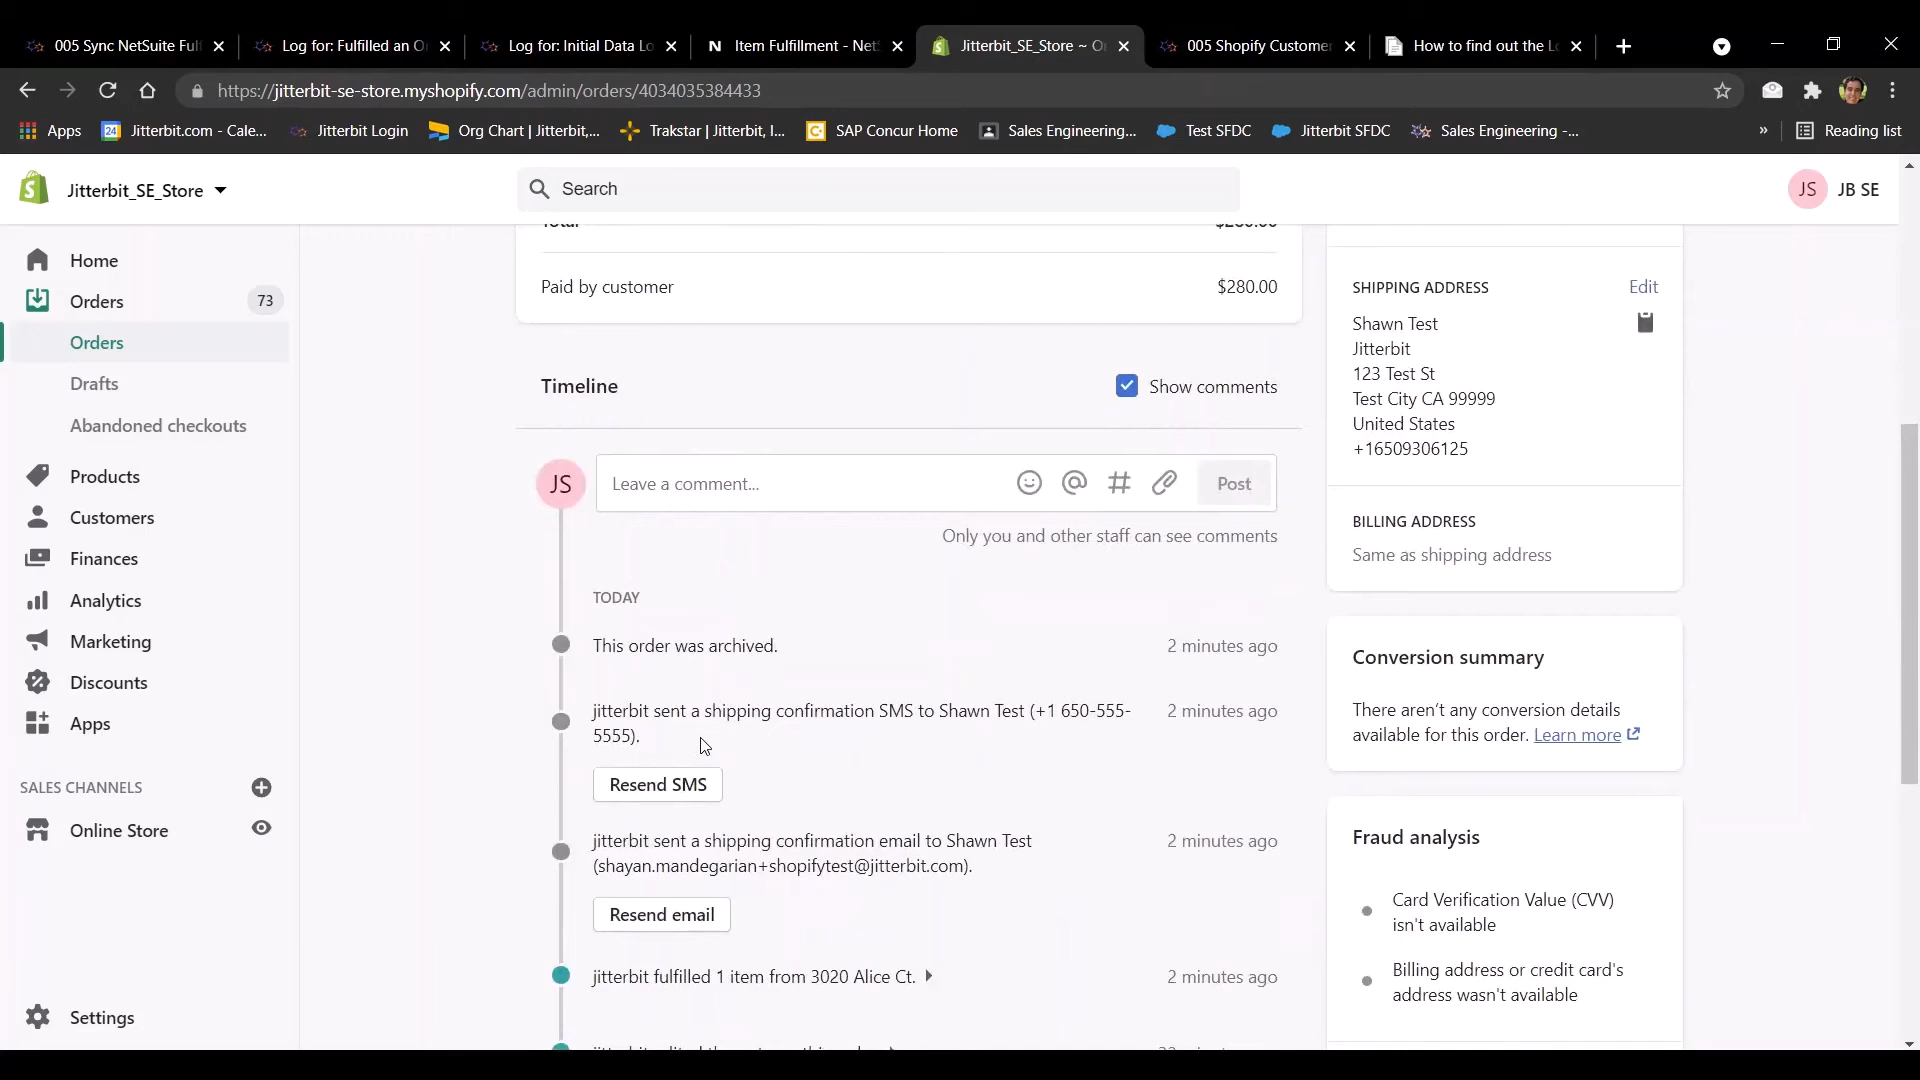 005 Sync NetSuite Ful
Log for: Fulfilled an O
Log for: Initial Data Lo
Item Fulfillment - Net
Jitterbit_SE_Store ~ O
005 Shopify Custome
How to find out the L
https://jitterbit-se-store.myshopify.com/admin/orders/4034035384433
Apps
24
Jitterbit.com - Cale...
Jitterbit Login
Org Chart | Jitterbit,...
Trakstar | Jitterbit, I...
SAP Concur Home
Sales Engineering...
Test SFDC
Jitterbit SFDC
Sales Engineering -...
»
Reading list
Jitterbit_SE_Store
Search
JS
JB SE
Home
Orders
73
Orders
Drafts
Abandoned checkouts
Products
Customers
Finances
Analytics
Marketing
Discounts
Apps
SALES CHANNELS
Online Store
Settings
Total
$280.00
Paid by customer
$280.00
Timeline
Show comments
JS
Leave a comment...
Post
Only you and other staff can see comments
TODAY
This order was archived.
2 minutes ago
jitterbit sent a shipping confirmation SMS to Shawn Test (+1 650-555-
5555).
2 minutes ago
Resend SMS
jitterbit sent a shipping confirmation email to Shawn Test
(shayan.mandegarian+shopifytest@jitterbit.com).
2 minutes ago
Resend email
jitterbit fulfilled 1 item from 3020 Alice Ct.
2 minutes ago
SHIPPING ADDRESS
Edit
Shawn Test
Jitterbit
123 Test St
Test City CA 99999
United States
+16509306125
BILLING ADDRESS
Same as shipping address
Conversion summary
There aren't any conversion details
available for this order. Learn more
Fraud analysis
Card Verification Value (CVV)
isn't available
Billing address or credit card's
address wasn't available